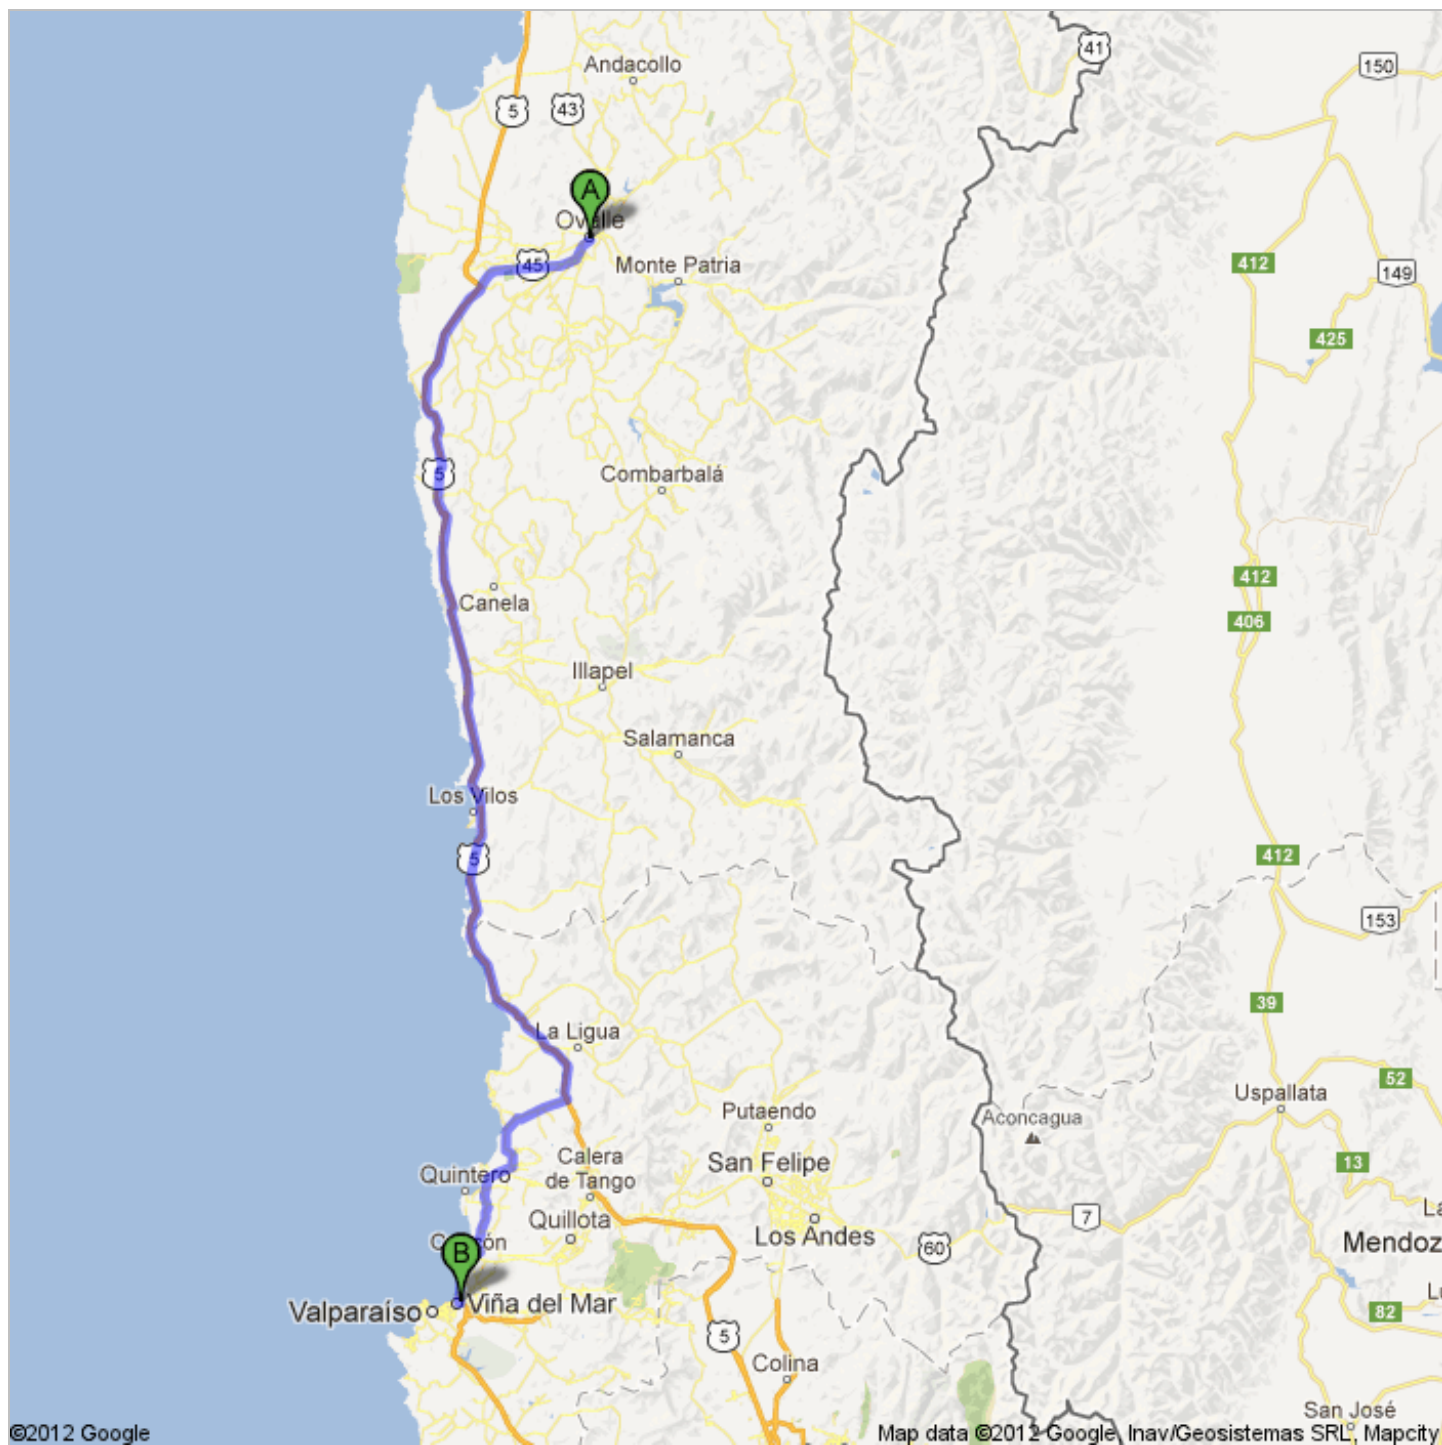 41
150
Andacollo
5
43
A
Ovalle
45
Monte Patria
412
149
425
5
Combarbalá
412
Canela
406
Illapel
Salamanca
Los Vilos
5
412
153
39
La Ligua
52
Uspallata
Putaendo
Aconcagua
Calera
de Tango
San Felipe
13
Quintero
Quillota
7
Los Andes
60
Mendoz
B
Viña del Mar
Valparaíso
82
5
Colina
San José
©2012 Google
Map data ©2012 Google, Inav/Geosistemas SRL, Mapcity